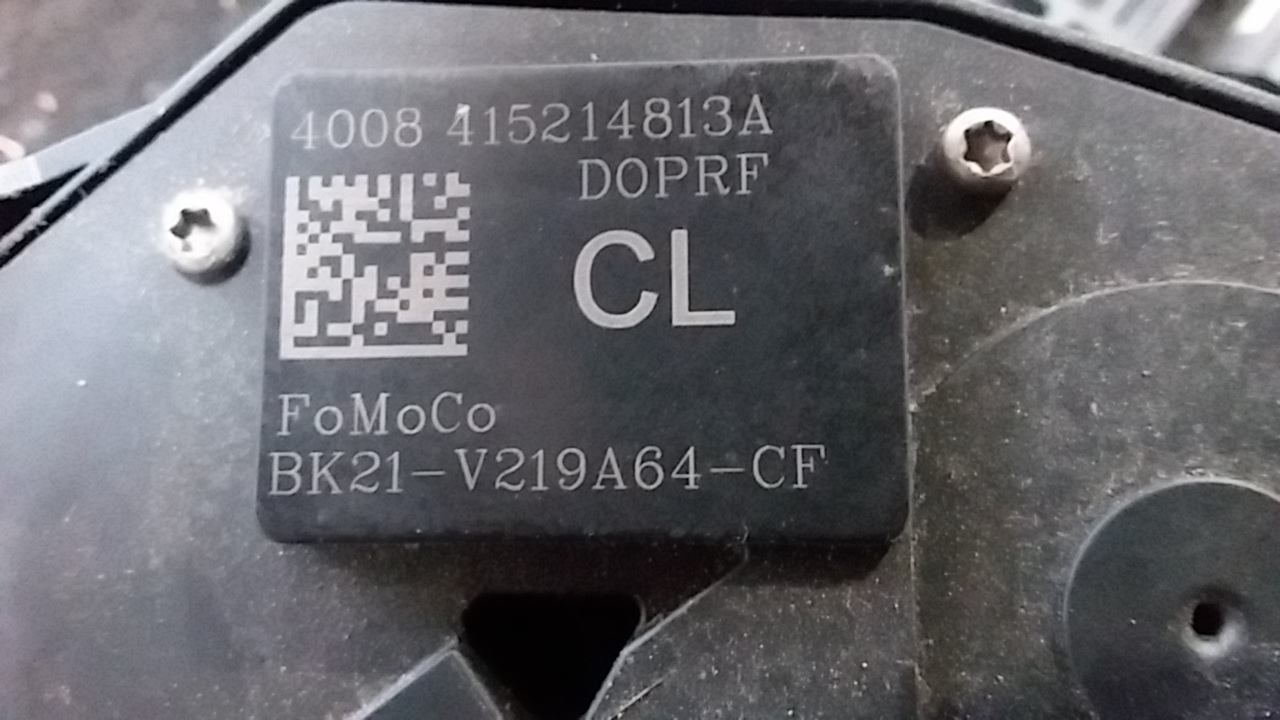 4008 415214813A
DOPRF
CL
FoMoCo
BK21-V219A64-CF